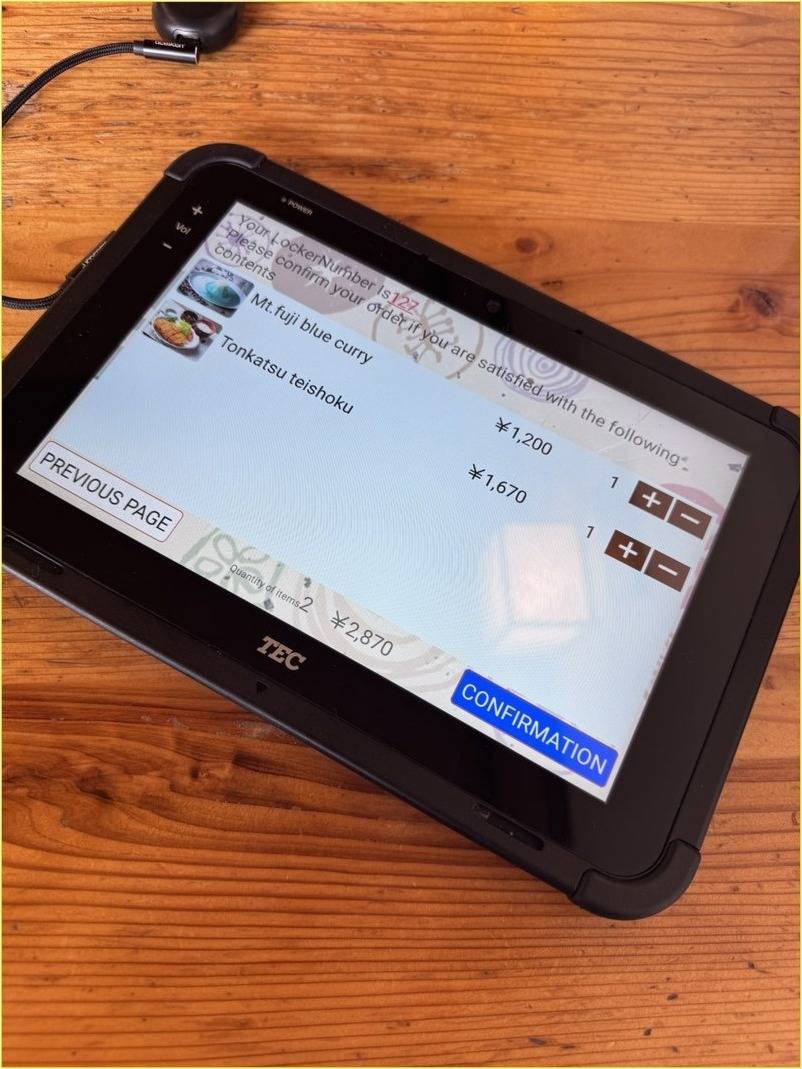 POWER
+
Vol
−
Your LockerNumber Is127
Please confirm your order if you are satisfied with the following
contents
Mt.fuji blue curry
¥1,200
1
+ −
Tonkatsu teishoku
¥1,670
1
+ −
PREVIOUS PAGE
Quantity of items2 ¥2,870
CONFIRMATION
TEC